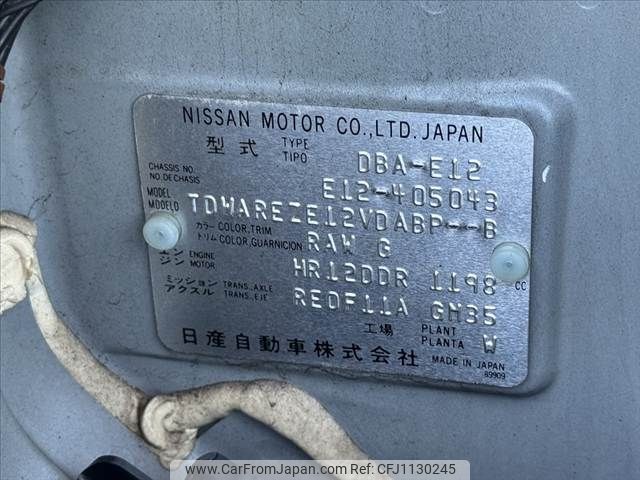 NISSAN MOTOR CO.,LTD. JAPAN
型式 TYPE TIPO DBA-E12
CHASSIS NO. NO DECHASIS E12-405043
MODEL MODELO TDWAREZE12VDABP--B
カラー COLOR,TRIM トリム COLOR,GUARNICION RAW G
エンジン ENGINE MOTOR HR12DDR 1198 CC
ミッション TRANS.,AXLE アクスル TRANS.,EJE RE0F11A GH35
工場 PLANT PLANTA W
日産自動車株式会社 MADE IN JAPAN
89909
www.CarFromJapan.com Ref No: CFJ1130245